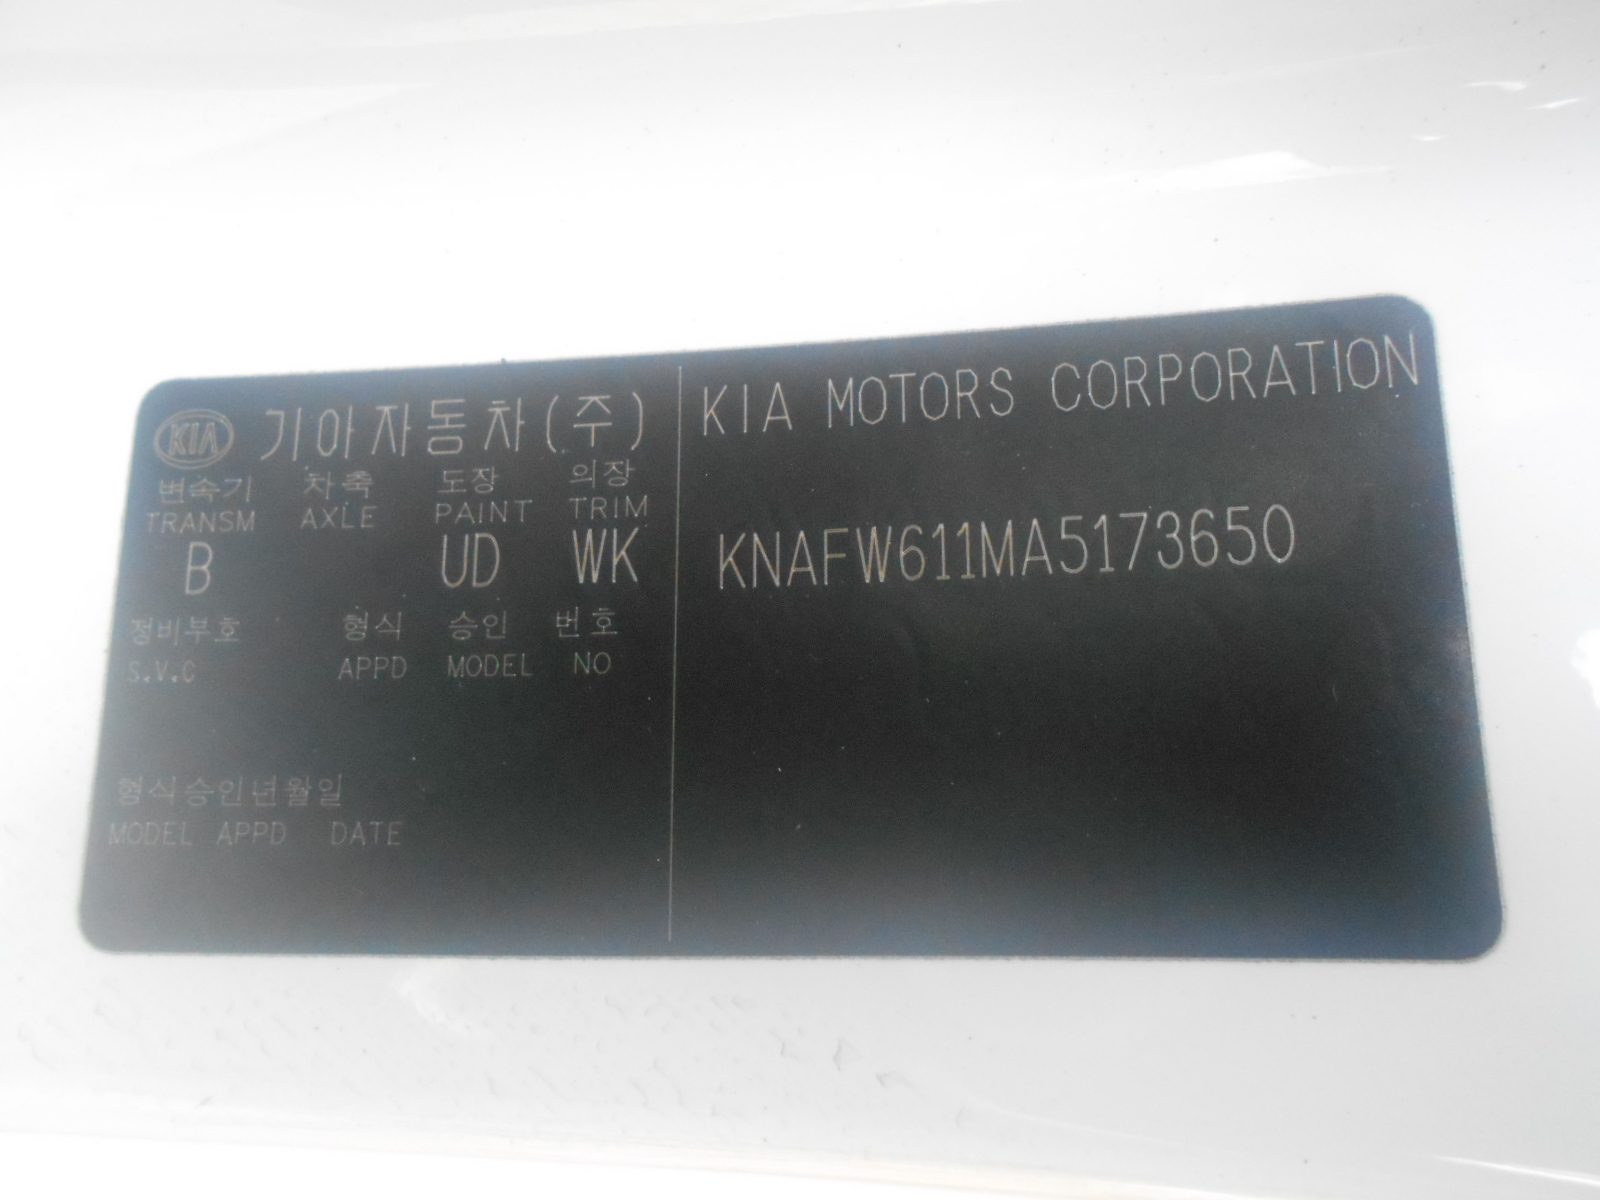 KIA 기아자동차(주)
변속기 차축 도장 의장
TRANSM AXLE PAINT TRIM
B UD WK
정비부호 형식 승인 번호
S.V.C APPD MODEL NO
형식승인년월일
MODEL APPD DATE
KIA MOTORS CORPORATION
KNAFW611MA5173650